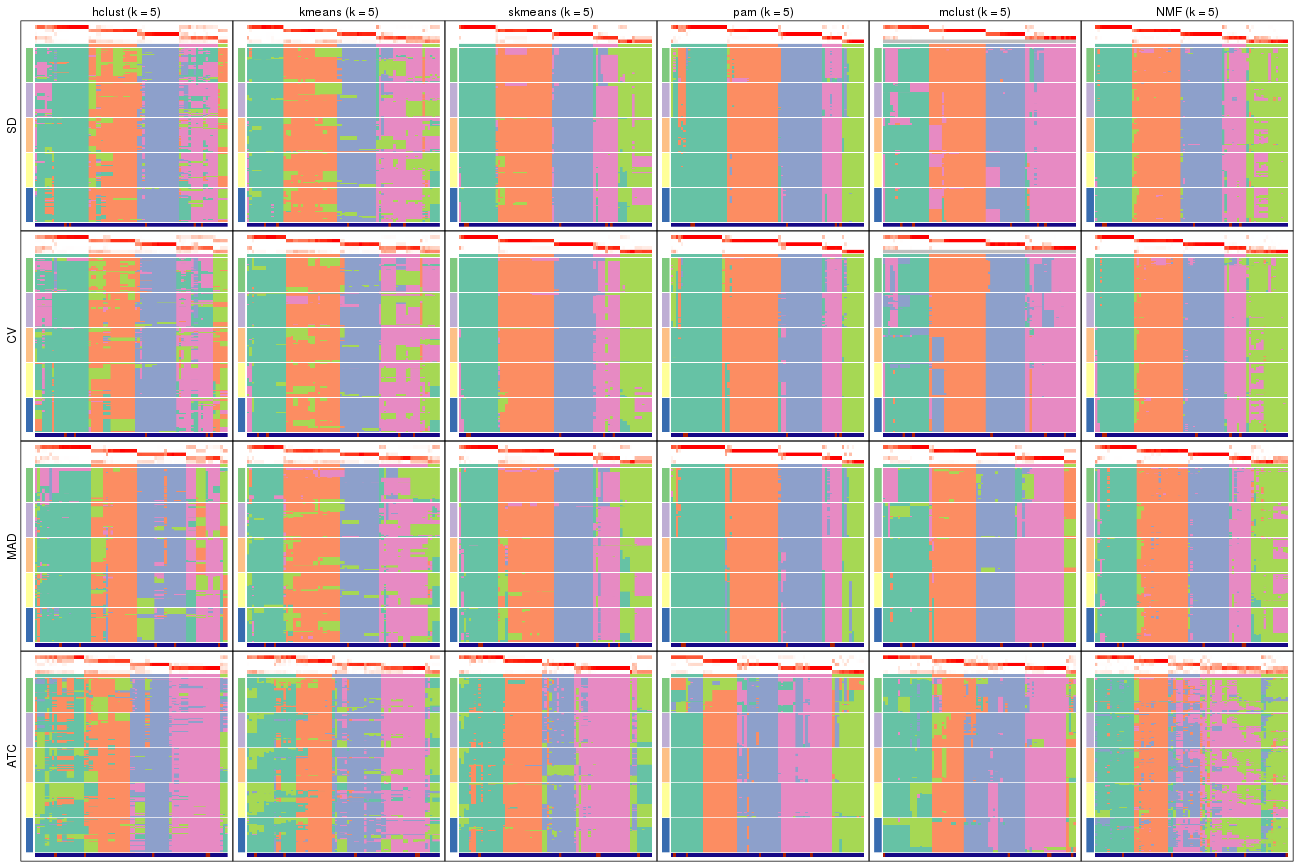 hclust (k = 5)
kmeans (k = 5)
skmeans (k = 5)
pam (k = 5)
mclust (k = 5)
NMF (k = 5)
SD
CV
MAD
ATC